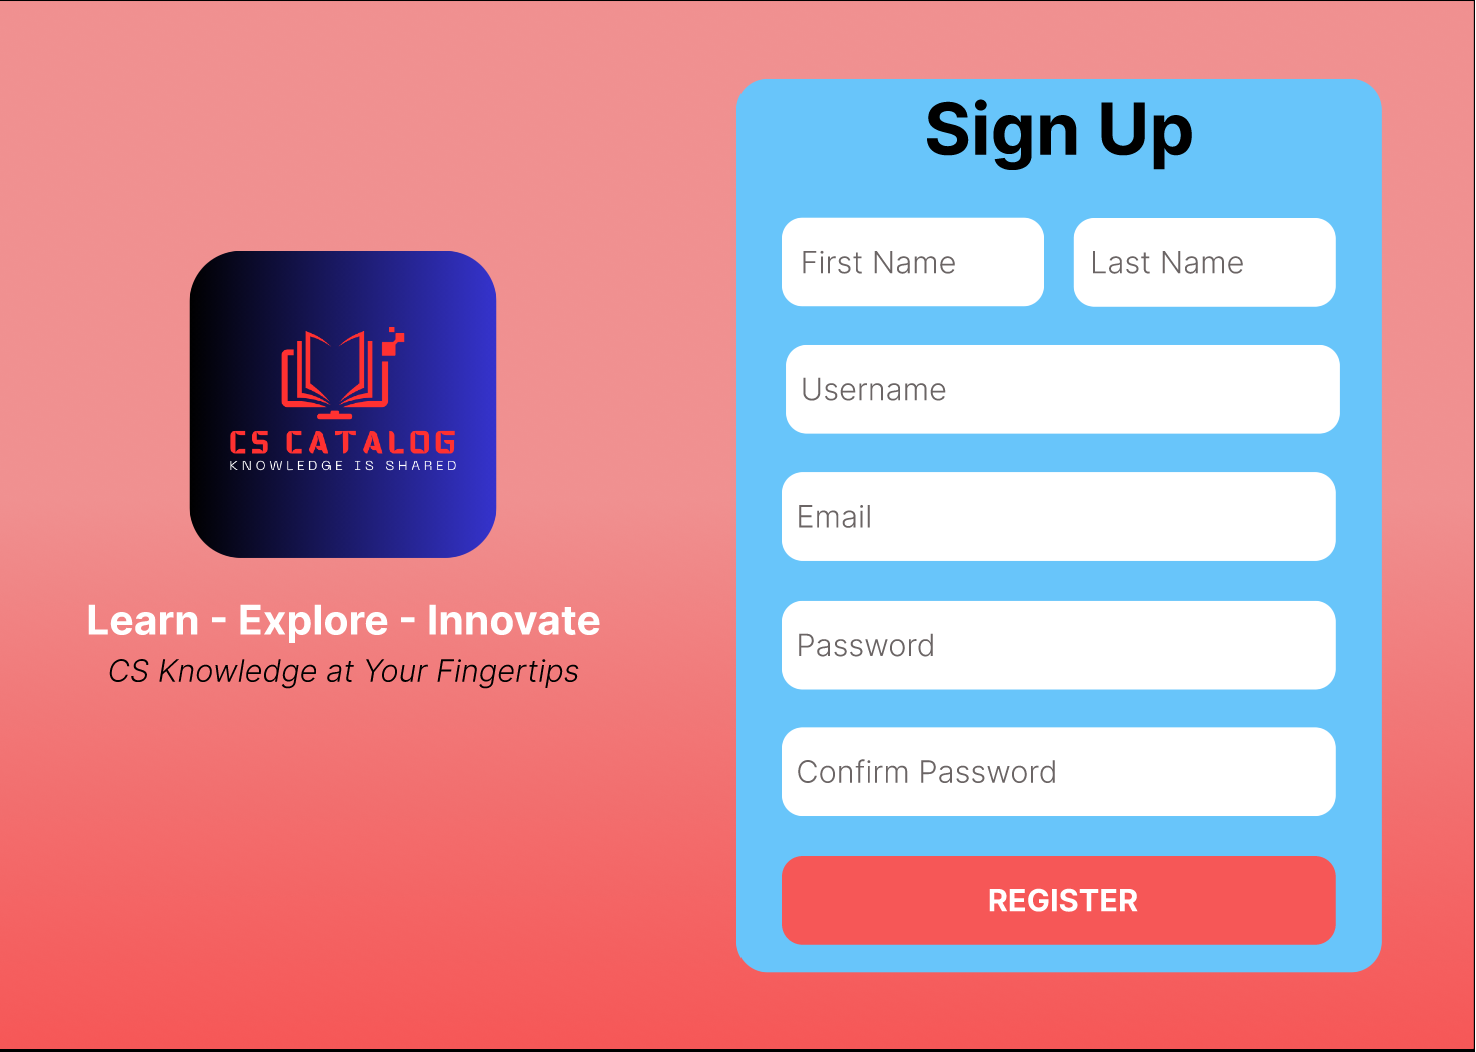 CS CATALOG
KNOWLEDGE IS SHARED
Learn - Explore - Innovate
CS Knowledge at Your Fingertips
Sign Up
First Name
Last Name
Username
Email
Password
Confirm Password
REGISTER